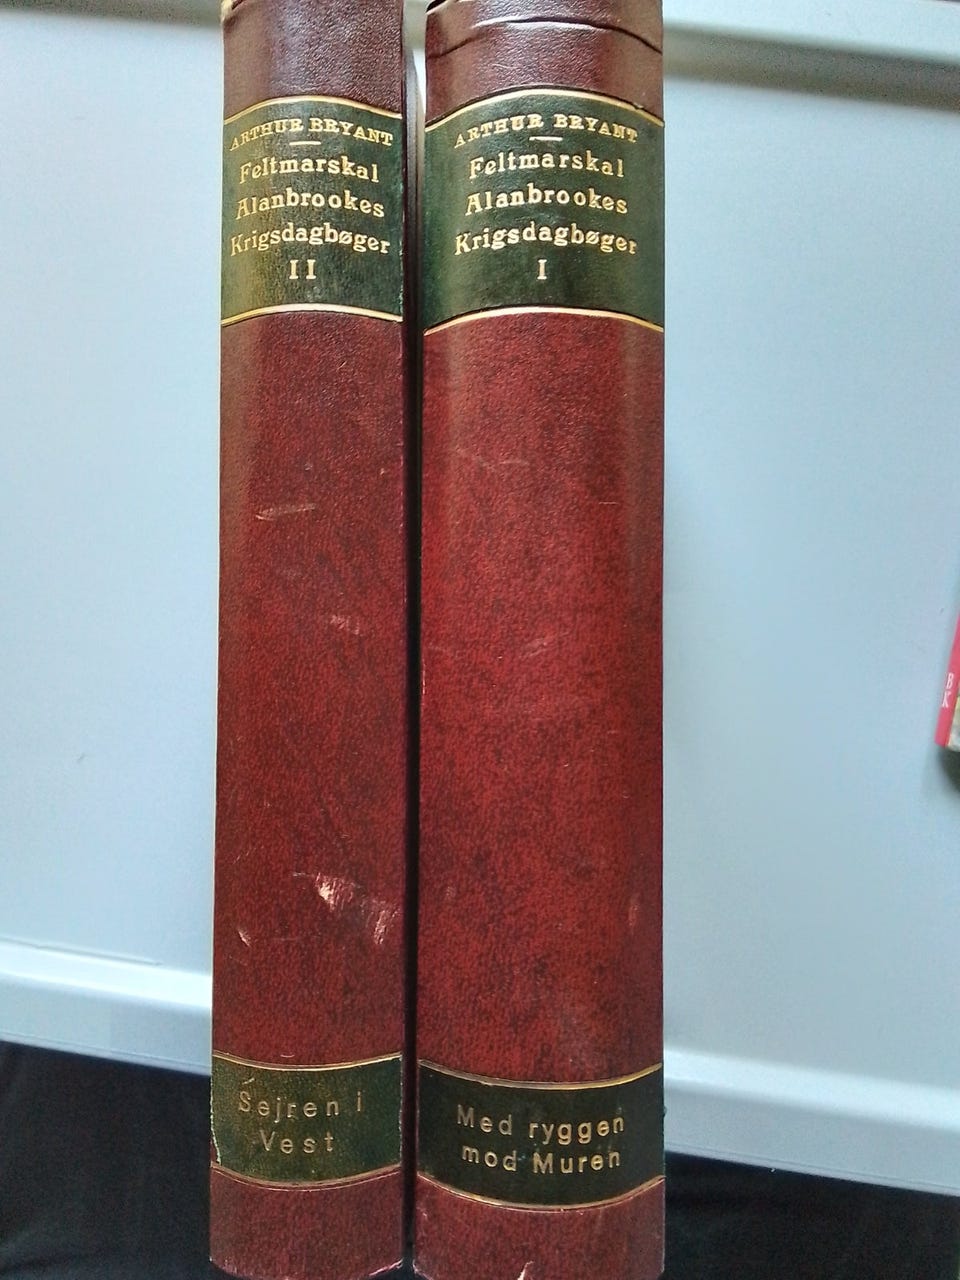 ARTHUR BRYANT
Feltmarskal
Alanbrookes
Krigsdagbøger
II
Sejren i
Vest
ARTHUR BRYANT
Feltmarskal
Alanbrookes
Krigsdagbøger
I
Med ryggen
mod Muren
B
K